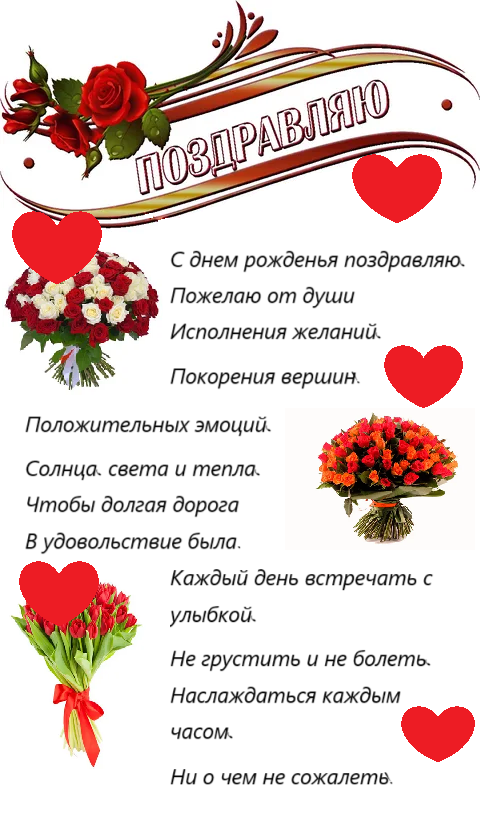 ПОЗДРАВЛЯЮ
С днем рожденья поздравляю.
Пожелаю от души
Исполнения желаний.
Покорения вершин.
Положительных эмоций.
Солнца. света и тепла.
Чтобы долгая дорога
В удовольствие была.
Каждый день встречать с
улыбкой.
Не грустить и не болеть.
Наслаждаться каждым
часом.
Ни о чем не сожалеть.